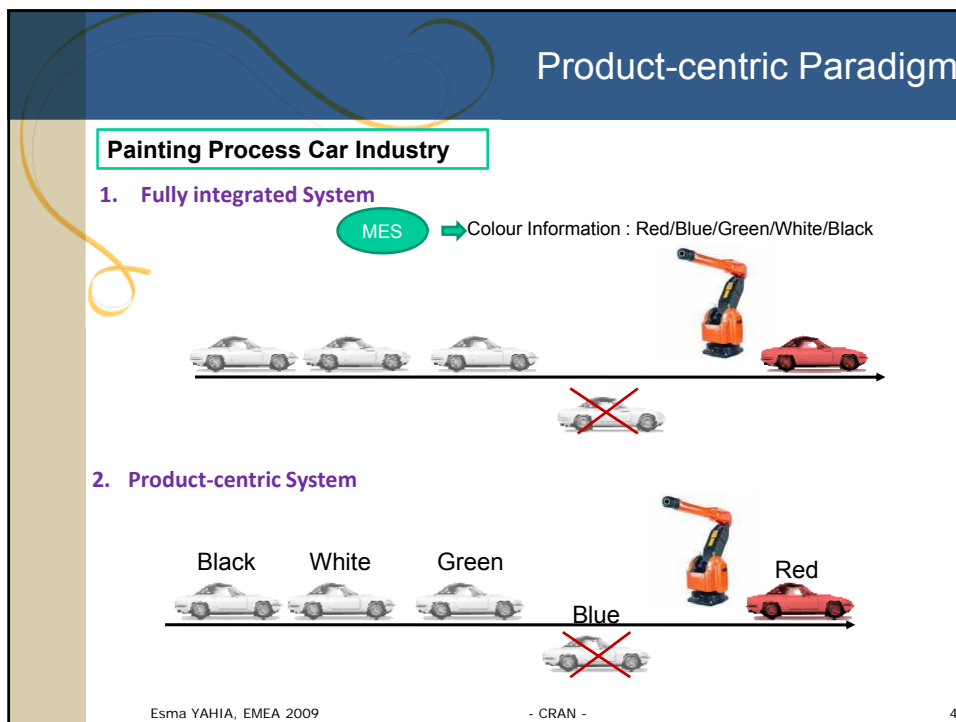 Product-centric Paradigm
Painting Process Car Industry
1. Fully integrated System
MES
Colour Information : Red/Blue/Green/White/Black
2. Product-centric System
Black White Green Red
Blue
Esma YAHIA, EMEA 2009 - CRAN - 4